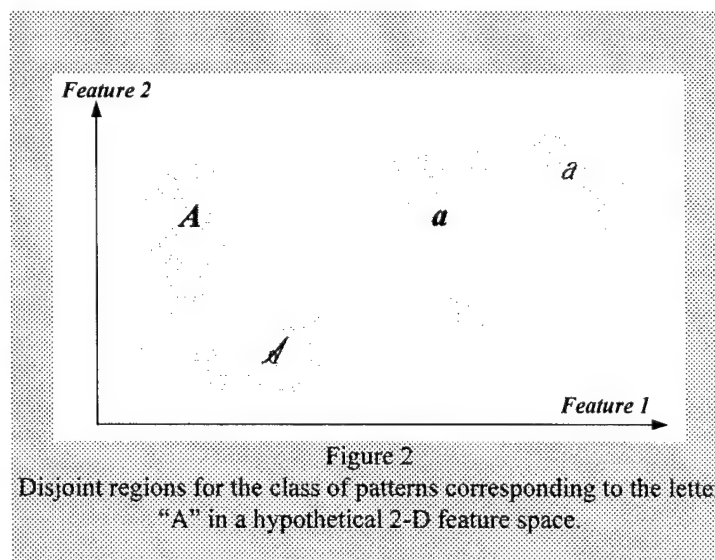 Feature 2
A
a
a
A
Feature 1
Figure 2
Disjoint regions for the class of patterns corresponding to the lette
"A" in a hypothetical 2-D feature space.